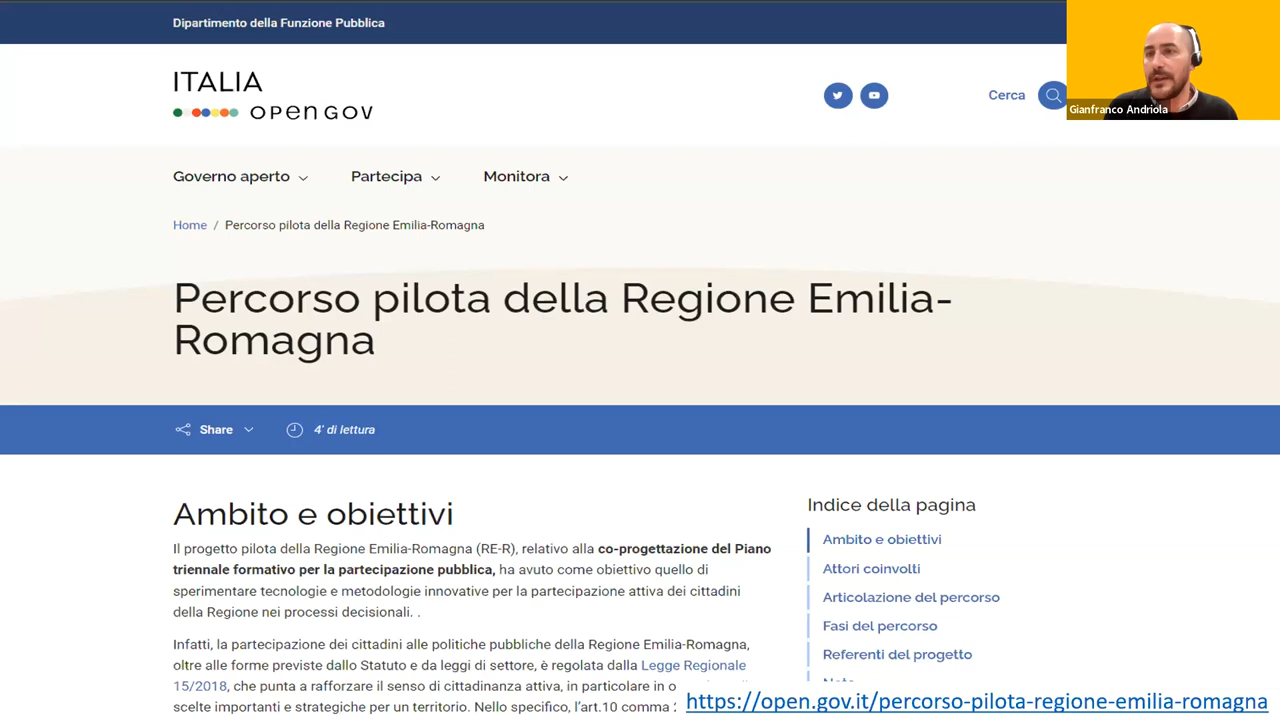 Dipartimento della Funzione Pubblica
ITALIA
OPEN GOV
Cerca
Gianfranco Andriola
Governo aperto
Partecipa
Monitora
Home / Percorso pilota della Regione Emilia-Romagna
Percorso pilota della Regione Emilia-
Romagna
Share
4' di lettura
Ambito e obiettivi
Il progetto pilota della Regione Emilia-Romagna (RE-R), relativo alla co-progettazione del Piano
triennale formativo per la partecipazione pubblica, ha avuto come obiettivo quello di
sperimentare tecnologie e metodologie innovative per la partecipazione attiva dei cittadini
della Regione nei processi decisionali. .
Infatti, la partecipazione dei cittadini alle politiche pubbliche della Regione Emilia-Romagna,
oltre alle forme previste dallo Statuto e da leggi di settore, è regolata dalla Legge Regionale
15/2018, che punta a rafforzare il senso di cittadinanza attiva, in particolare in
scelte importanti e strategiche per un territorio. Nello specifico, l'art.10 comma
Indice della pagina
Ambito e obiettivi
Attori coinvolti
Articolazione del percorso
Fasi del percorso
Referenti del progetto
https://open.gov.it/percorso-pilota-regione-emilia-romagna